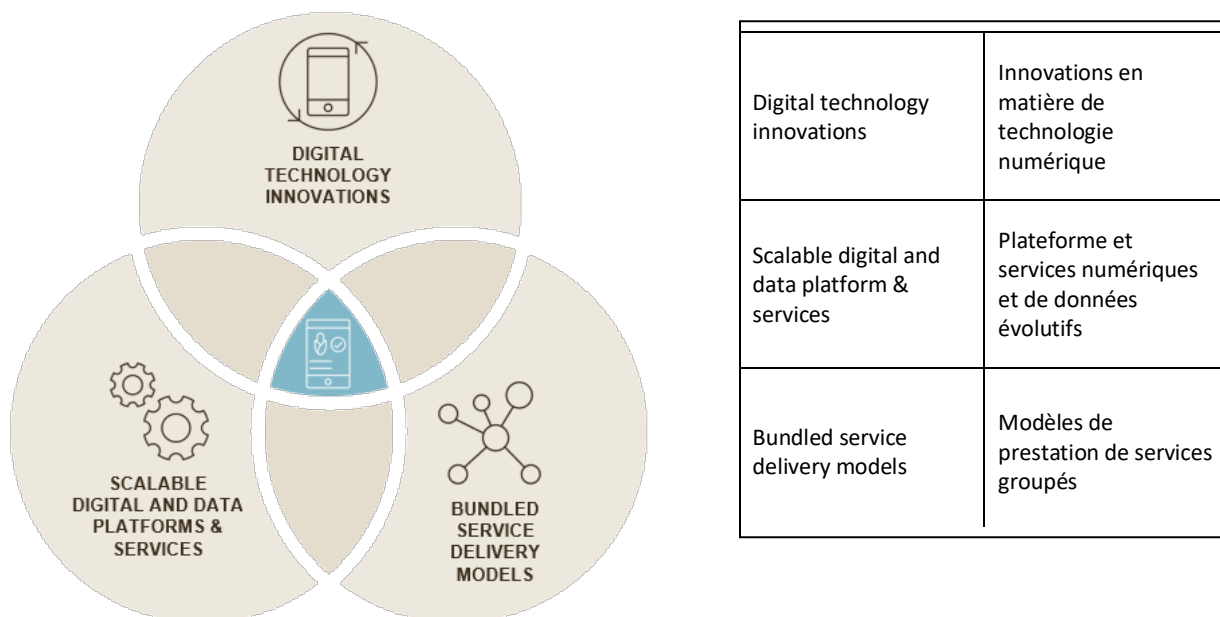 DIGITAL
TECHNOLOGY
INNOVATIONS
SCALABLE
DIGITAL AND DATA
PLATFORMS &
SERVICES
BUNDLED
SERVICE
DELIVERY
MODELS
Digital technology
innovations
Innovations en
matière de
technologie
numérique
Scalable digital and
data platform &
services
Plateforme et
services numériques
et de données
évolutifs
Bundled service
delivery models
Modèles de
prestation de services
groupés